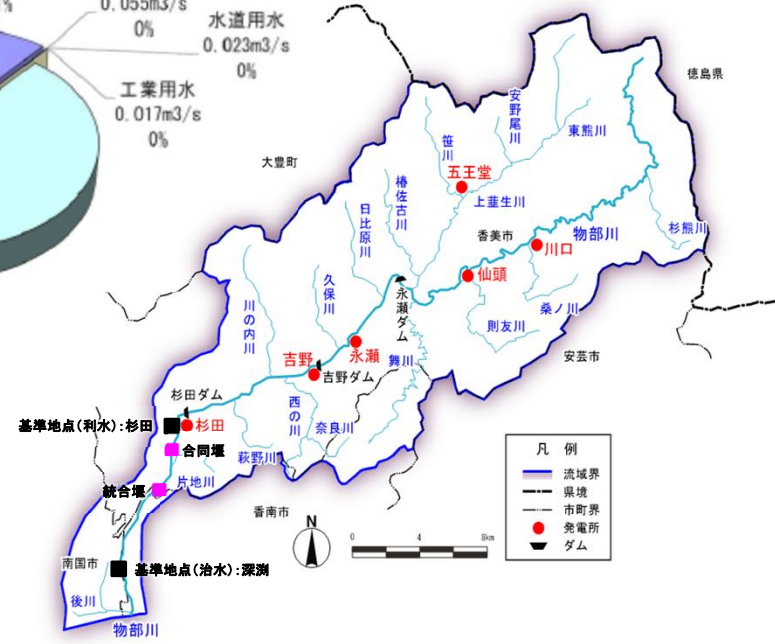 1%
0.055m3/s
0%
水道用水
0.023m3/s
0%
工業用水
0.017m3/s
0%
徳島県
大豊町
安野尾川
笹川
東熊川
五王堂
椿佐古川
上韮生川
日比原川
香美市
物部川
杉熊川
川口
仙頭
久保川
川の内川
永瀬ダム
桑ノ川
則友川
永瀬
舞川
安芸市
吉野
吉野ダム
杉田ダム
西の川
基準地点(利水):杉田
杉田
奈良川
合同堰
萩野川
片地川
統合堰
香南市
凡 例
流域界
県境
市町界
発電所
ダム
N
0
4
8km
南国市
基準地点(治水):深渕
後川
物部川